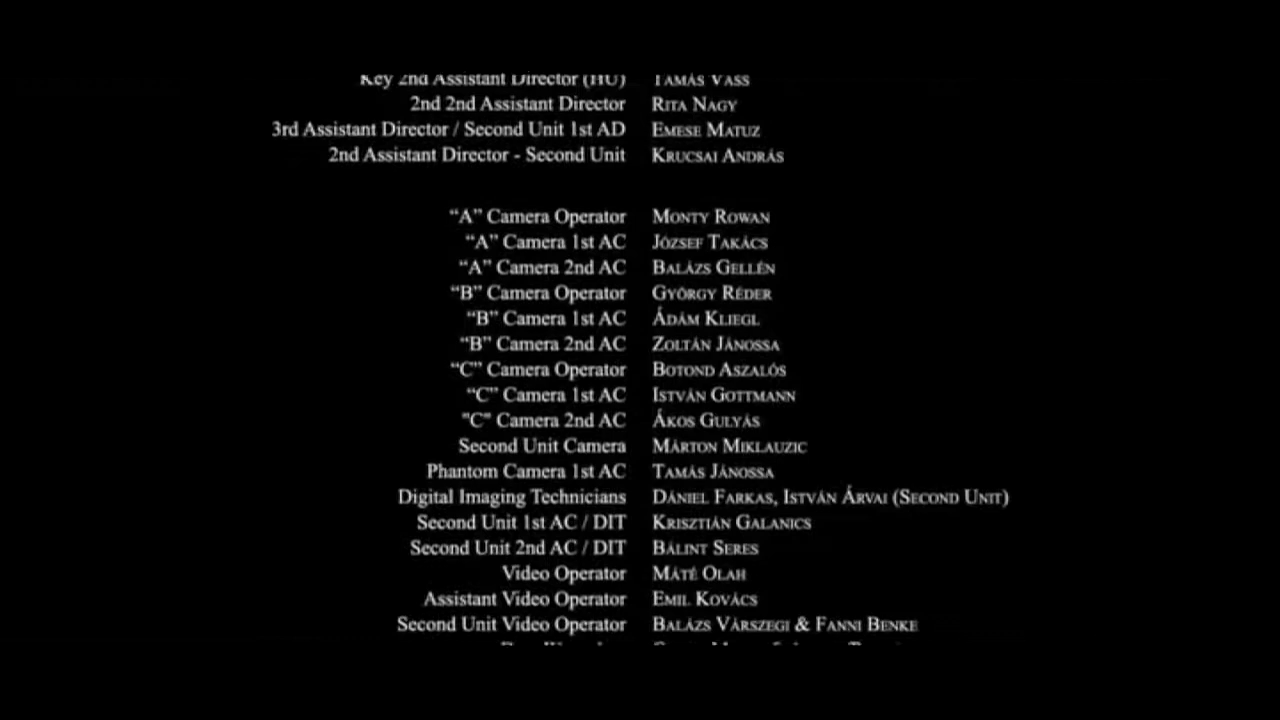 Key 2nd Assistant Director (HU) TAMÁS VASS
2nd 2nd Assistant Director RITA NAGY
3rd Assistant Director / Second Unit 1st AD EMESE MATUZ
2nd Assistant Director - Second Unit KRUCSAI ANDRÁS
“A” Camera Operator MONTY ROWAN
“A” Camera 1st AC JÓZSEF TAKÁCS
“A” Camera 2nd AC BALÁZS GELLÉN
“B” Camera Operator GYÖRGY RÉDER
“B” Camera 1st AC ÁDÁM KLIEGL
“B” Camera 2nd AC ZOLTÁN JÁNOSSA
“C” Camera Operator BOTOND ASZALÓS
“C” Camera 1st AC ISTVÁN GOTTMANN
"C" Camera 2nd AC ÁKOS GULYÁS
Second Unit Camera MÁRTON MIKLAUZIC
Phantom Camera 1st AC TAMÁS JÁNOSSA
Digital Imaging Technicians DÁNIEL FARKAS, ISTVÁN ÁRVAI (SECOND UNIT)
Second Unit 1st AC / DIT KRISZTIÁN GALANICS
Second Unit 2nd AC / DIT BÁLINT SERES
Video Operator MÁTÉ OLAH
Assistant Video Operator EMIL KOVÁCS
Second Unit Video Operator BALÁZS VÁRSZEGI & FANNI BENKE